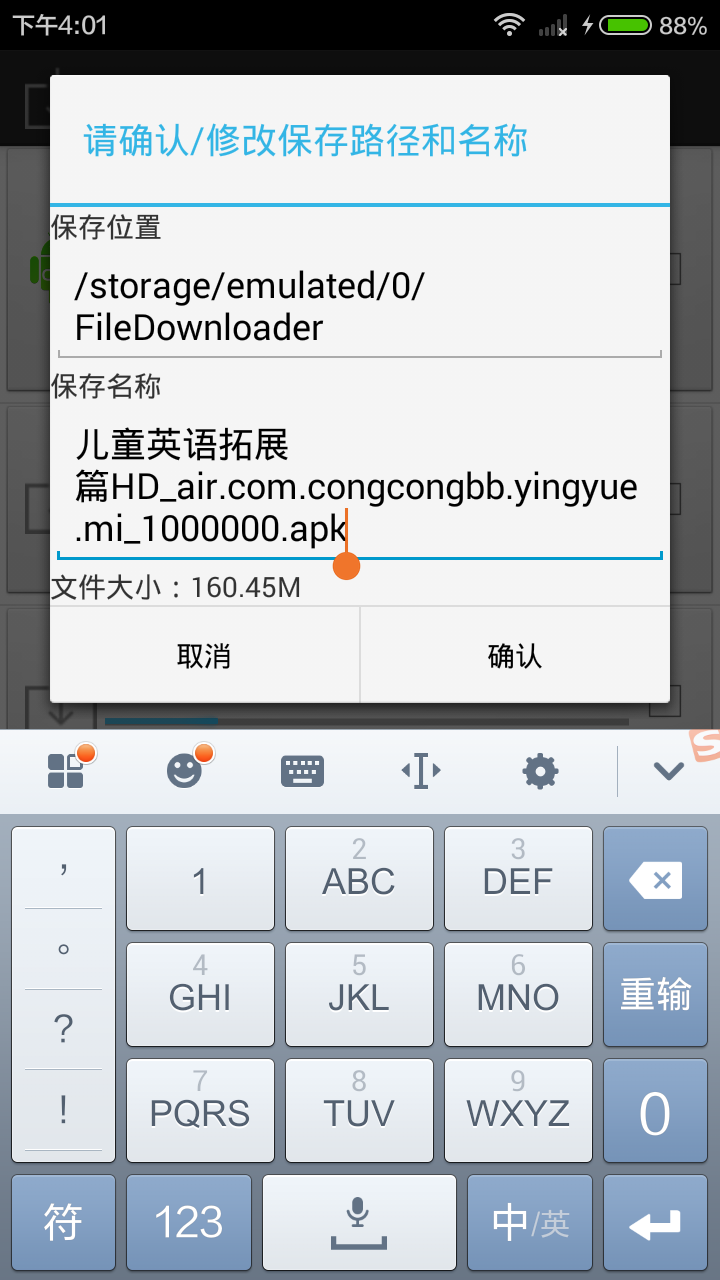 下午4:01
88%
请确认/修改保存路径和名称
保存位置
/storage/emulated/0/
FileDownloader
保存名称
儿童英语拓展
篇HD_air.com.congcongbb.yingyue
.mi_1000000.apk
文件大小：160.45M
取消 确认
， 1 2 ABC 3 DEF
。 4 GHI 5 JKL 6 MNO 重输
? 7 PQRS 8 TUV 9 WXYZ 0
!
符 123 中/英